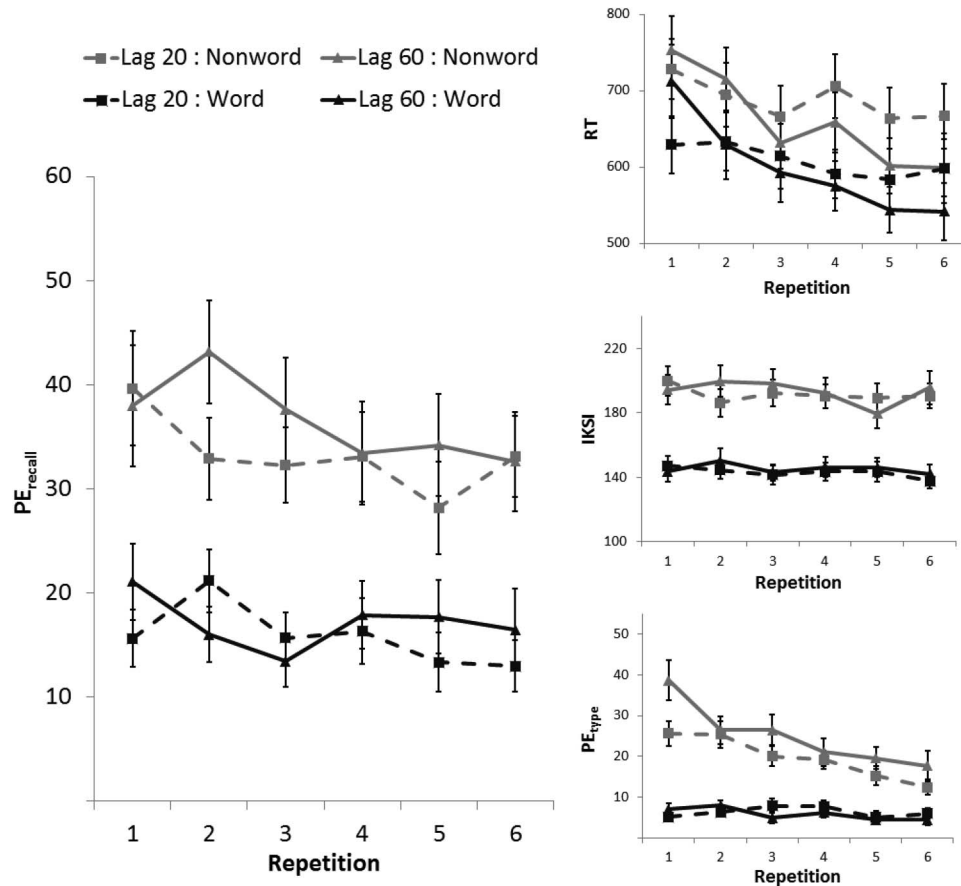 Lag 20 : Nonword
Lag 60 : Nonword
Lag 20 : Word
Lag 60 : Word
60
50
40
30
20
10
PErecall
1 2 3 4 5 6
Repetition
800
700
600
500
RT
1 2 3 4 5 6
Repetition
220
180
140
100
IKSI
1 2 3 4 5 6
Repetition
50
40
30
20
10
0
PEtype
1 2 3 4 5 6
Repetition